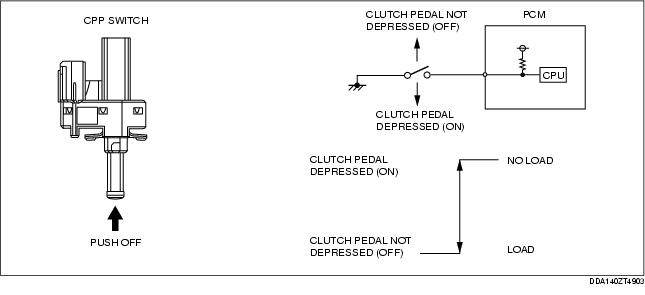 CPP SWITCH
PUSH OFF
CLUTCH PEDAL NOT
DEPRESSED (OFF)
PCM
CPU
CLUTCH PEDAL
DEPRESSED (ON)
CLUTCH PEDAL
DEPRESSED (ON)
NO LOAD
CLUTCH PEDAL NOT
DEPRESSED (OFF)
LOAD
DDA140ZT4903